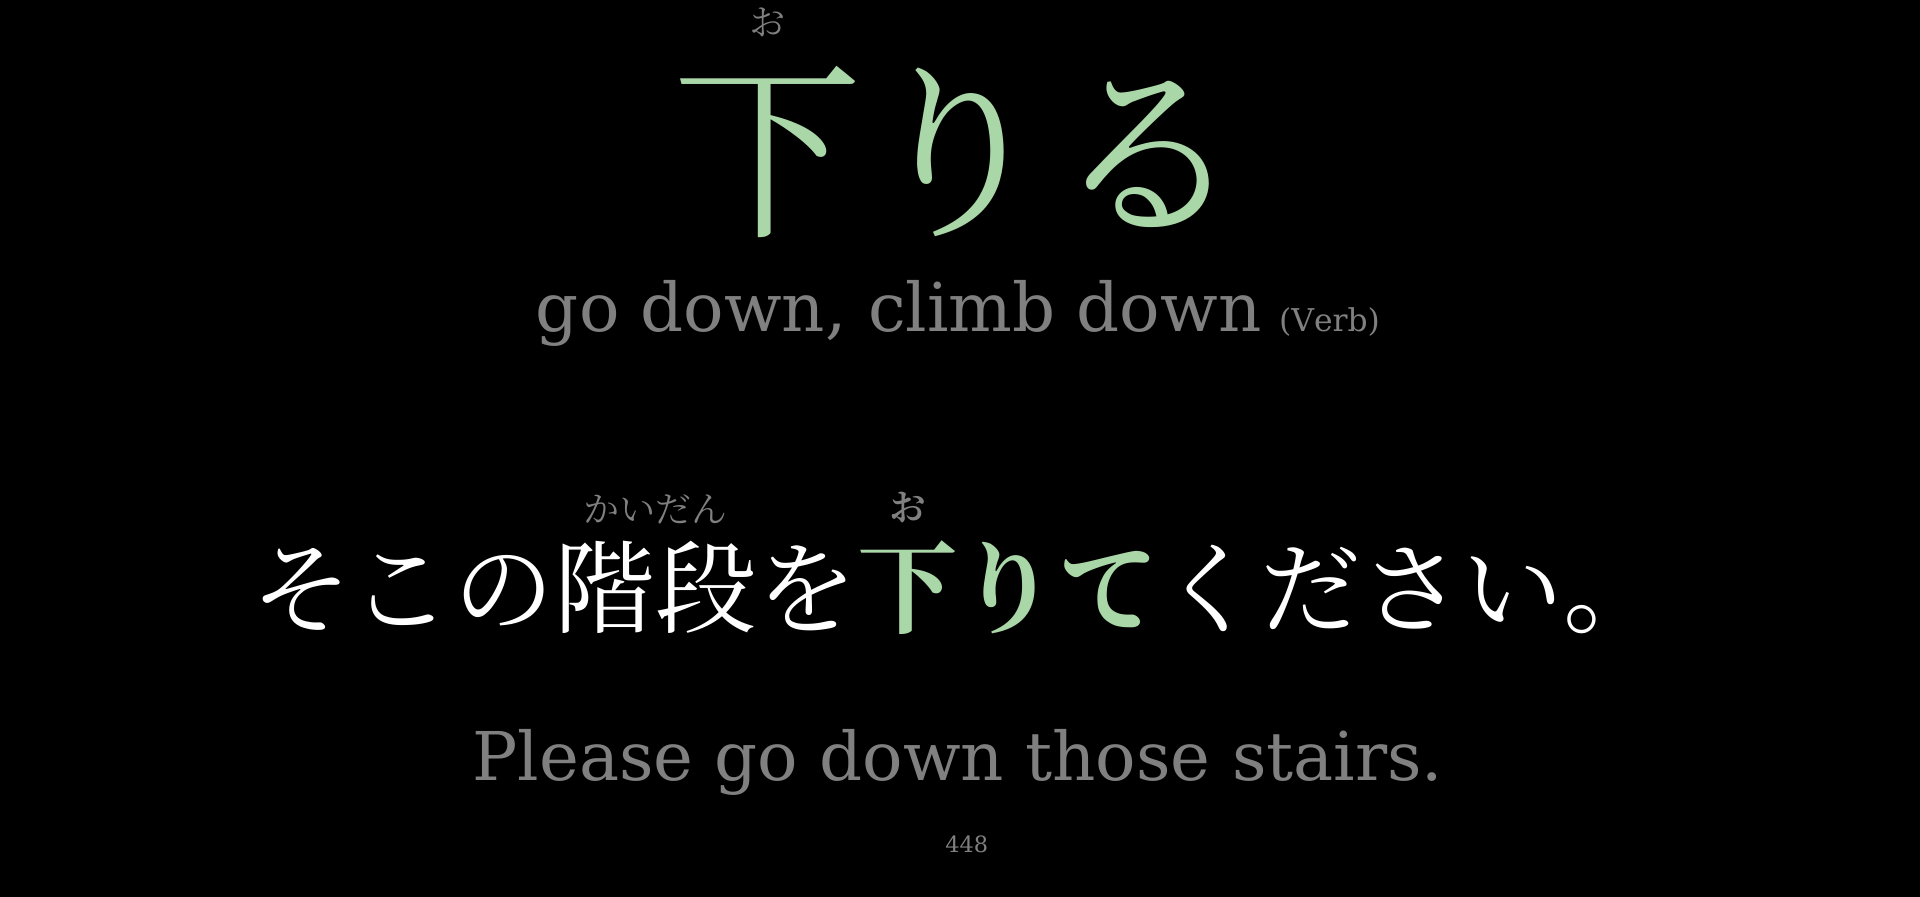 お
下りる
go down, climb down (Verb)
かいだん お
そこの階段を下りてください。
Please go down those stairs.
448